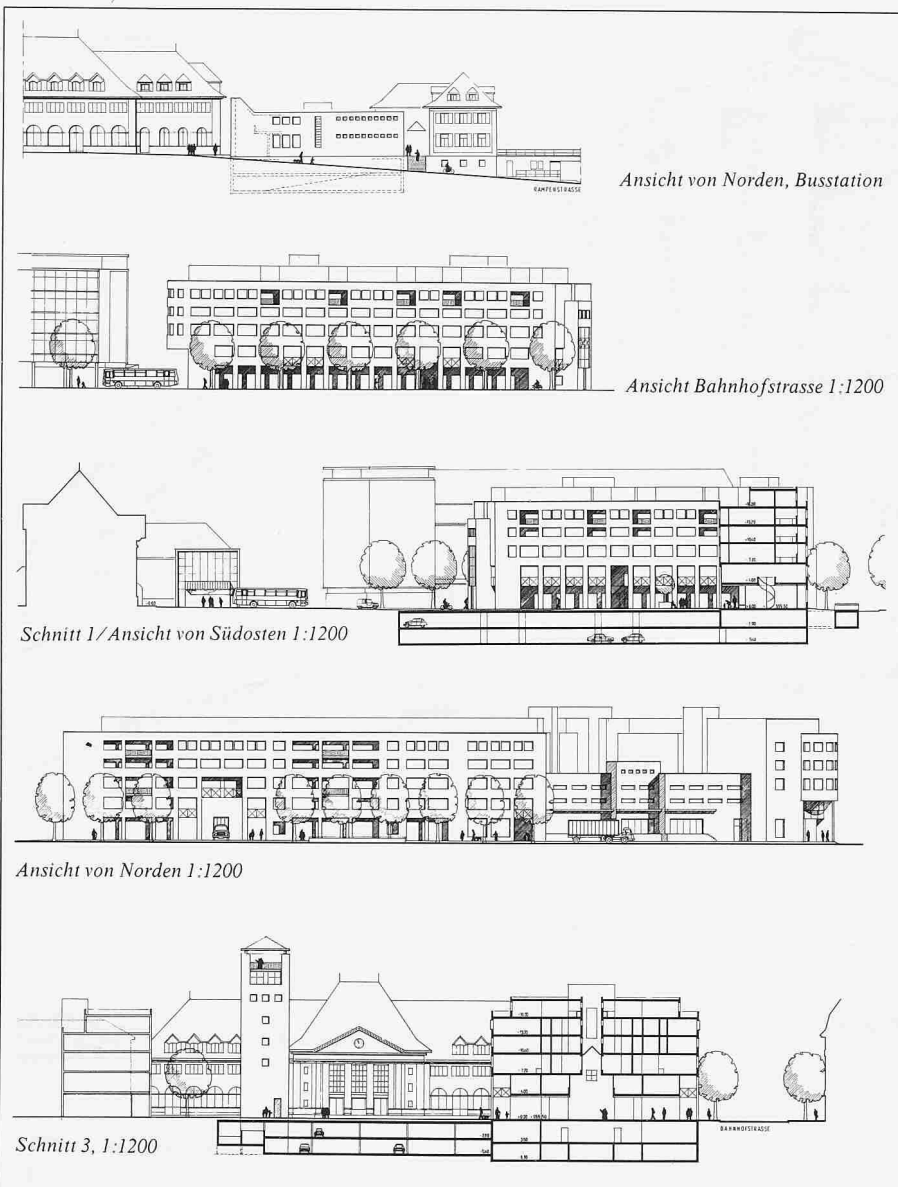 RAMPENSTRASSE
Ansicht von Norden, Busstation
Ansicht Bahnhofstrasse 1:1200
Schnitt 1/Ansicht von Südosten 1:1200
Ansicht von Norden 1:1200
BAHNHOFSTRASSE
Schnitt 3, 1:1200